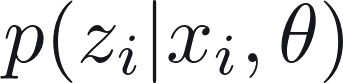 p(z_i|x_i, θ)